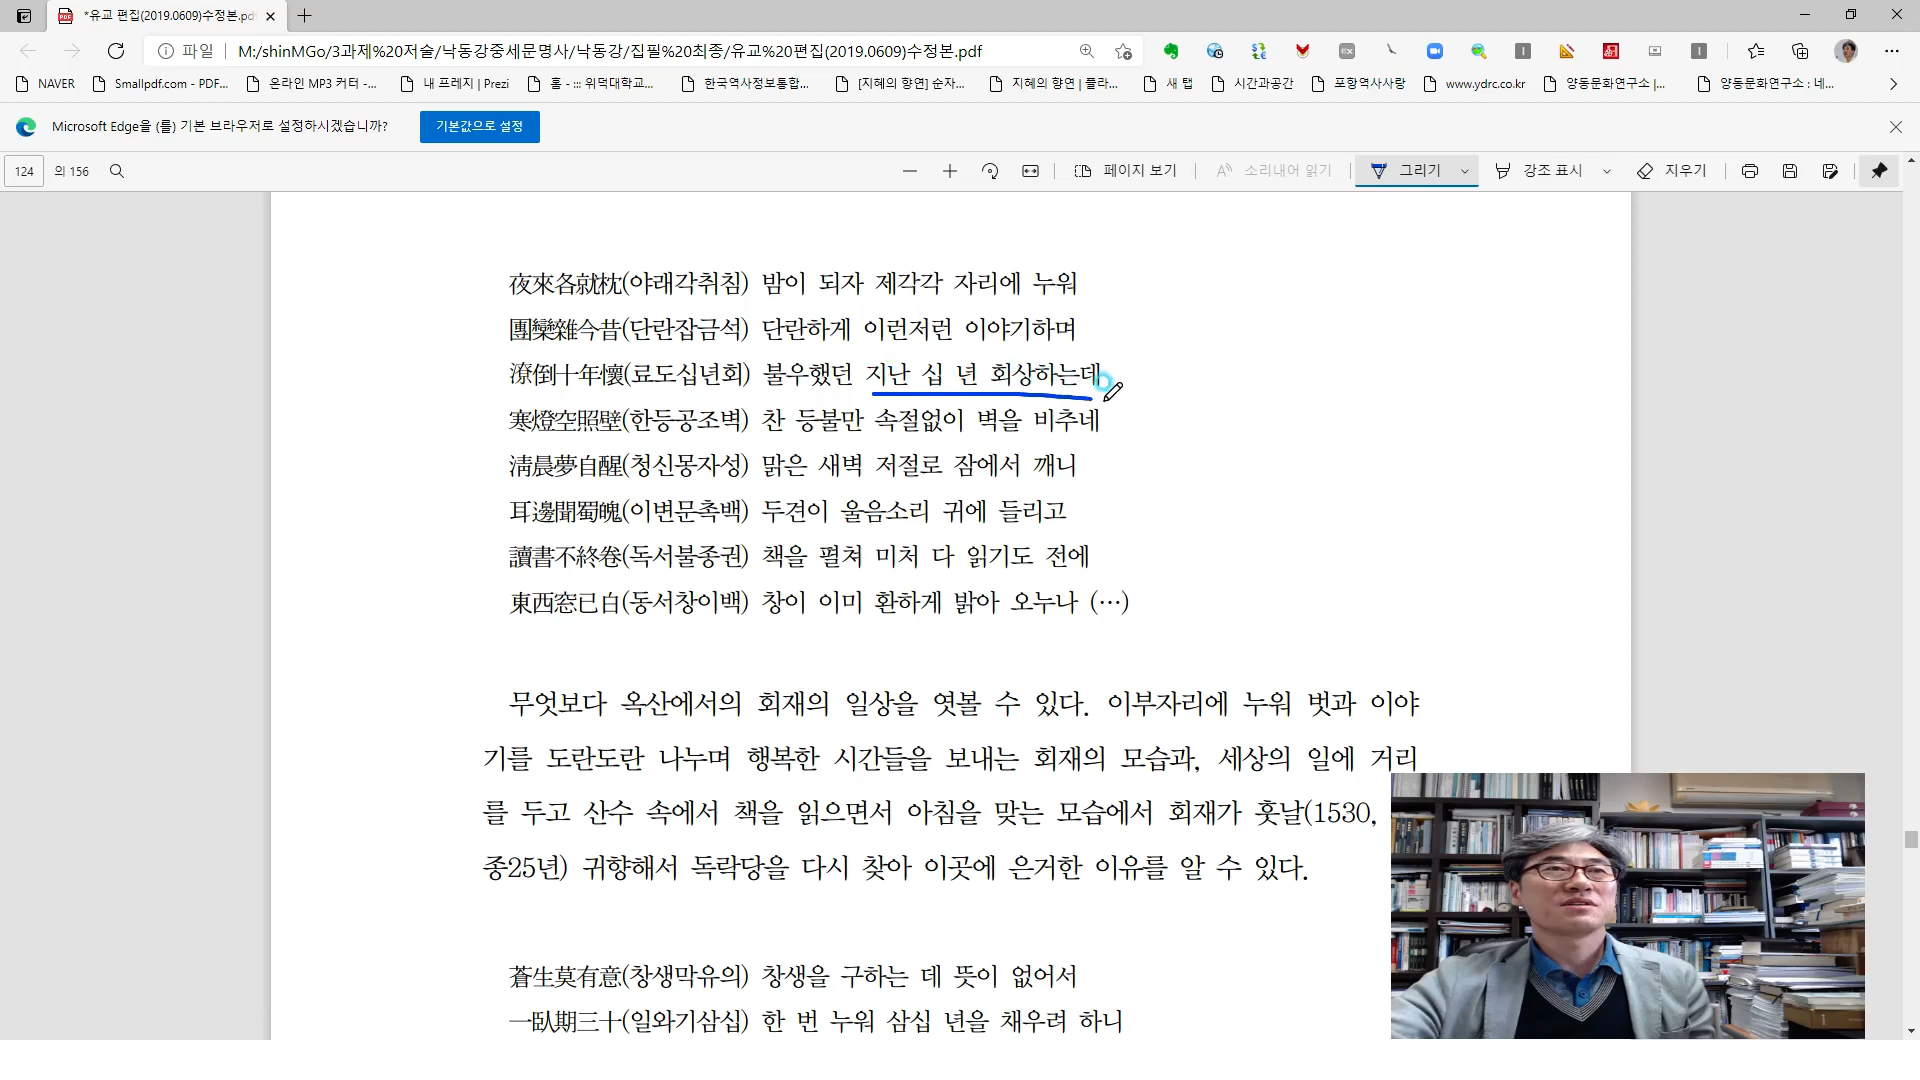 *유교 편집(2019.0609)수정본.pd
파일 M:/shinMGo/3과제%20저술/낙동강중세문명사/낙동강/집필%20최종/유교%20편집(2019.0609)수정본.pdf
NAVER Smallpdf.com - PDF... 온라인 MP3 커터 -... 내 프레지 | Prezi 홈 - ::: 위덕대학교... 한국역사정보통합... [지혜의 향연] 순자... 지혜의 향연 | 플라... 새 탭 시간과공간 포항역사사랑 www.ydrc.co.kr 양동문화연구소 |... 양동문화연구소 : 네...
Microsoft Edge을 (를) 기본 브라우저로 설정하시겠습니까? 기본값으로 설정
124 의 156 페이지 보기 소리내어 읽기 그리기 강조 표시 지우기
夜來各就枕(야래각취침) 밤이 되자 제각각 자리에 누워
團欒雜今昔(단란잡금석) 단란하게 이런저런 이야기하며
潦倒十年懷(료도십년회) 불우했던 지난 십 년 회상하는데
寒燈空照壁(한등공조벽) 찬 등불만 속절없이 벽을 비추네
淸晨夢自醒(청신몽자성) 맑은 새벽 저절로 잠에서 깨니
耳邊聞蜀魄(이변문촉백) 두견이 울음소리 귀에 들리고
讀書不終卷(독서불종권) 책을 펼쳐 미처 다 읽기도 전에
東西窓已白(동서창이백) 창이 이미 환하게 밝아 오누나 (…)
무엇보다 옥산에서의 회재의 일상을 엿볼 수 있다. 이부자리에 누워 벗과 이야
기를 도란도란 나누며 행복한 시간들을 보내는 회재의 모습과, 세상의 일에 거리
를 두고 산수 속에서 책을 읽으면서 아침을 맞는 모습에서 회재가 훗날(1530,
종25년) 귀향해서 독락당을 다시 찾아 이곳에 은거한 이유를 알 수 있다.
蒼生莫有意(창생막유의) 창생을 구하는 데 뜻이 없어서
一臥期三十(일와기삼십) 한 번 누워 삼십 년을 채우려 하니